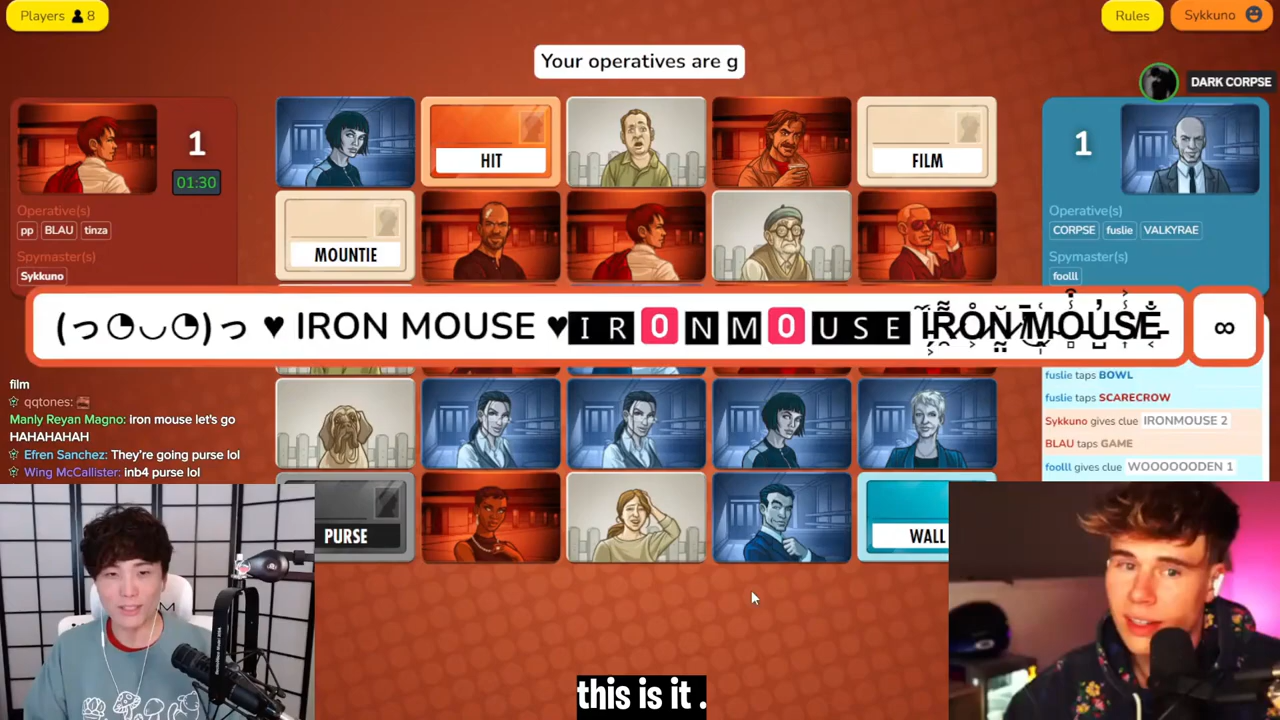 Players 8
Rules
Sykkuno
Your operatives are g
DARK CORPSE
1
01:30
Operative(s)
pp BLAU tinza
Spymaster(s)
Sykkuno
HIT
FILM
MOUNTIE
1
Operative(s)
CORPSE fuslie VALKYRAE
Spymaster(s)
foolll
(っ◔◡◔)っ ♥ IRON MOUSE ♥🅸🆁🅾🅽🅼🅾🆄🆂🅴 IRON MOUSE
∞
film
qqtones:
Manly Reyan Magno: iron mouse let's go
HAHAHAHAH
Efren Sanchez: They're going purse lol
Wing McCallister: inb4 purse lol
fuslie taps BOWL
fuslie taps SCARECROW
Sykkuno gives clue IRONMOUSE 2
BLAU taps GAME
foolll gives clue WOOOOOODEN 1
PURSE
WALL
this is it .